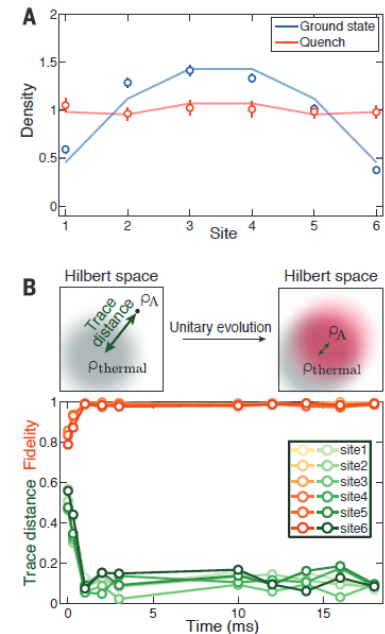 A
2
Ground state
Quench
1.5
1
0.5
0
Density
1 2 3 4 5 6
Site
B
Hilbert space Hilbert space
Trace distance
ρΛ
ρthermal
Unitary evolution
ρΛ
ρthermal
1
0.8
0.6
0.4
0.2
0
Trace distance Fidelity
site1
site2
site3
site4
site5
site6
0 5 10 15
Time (ms)